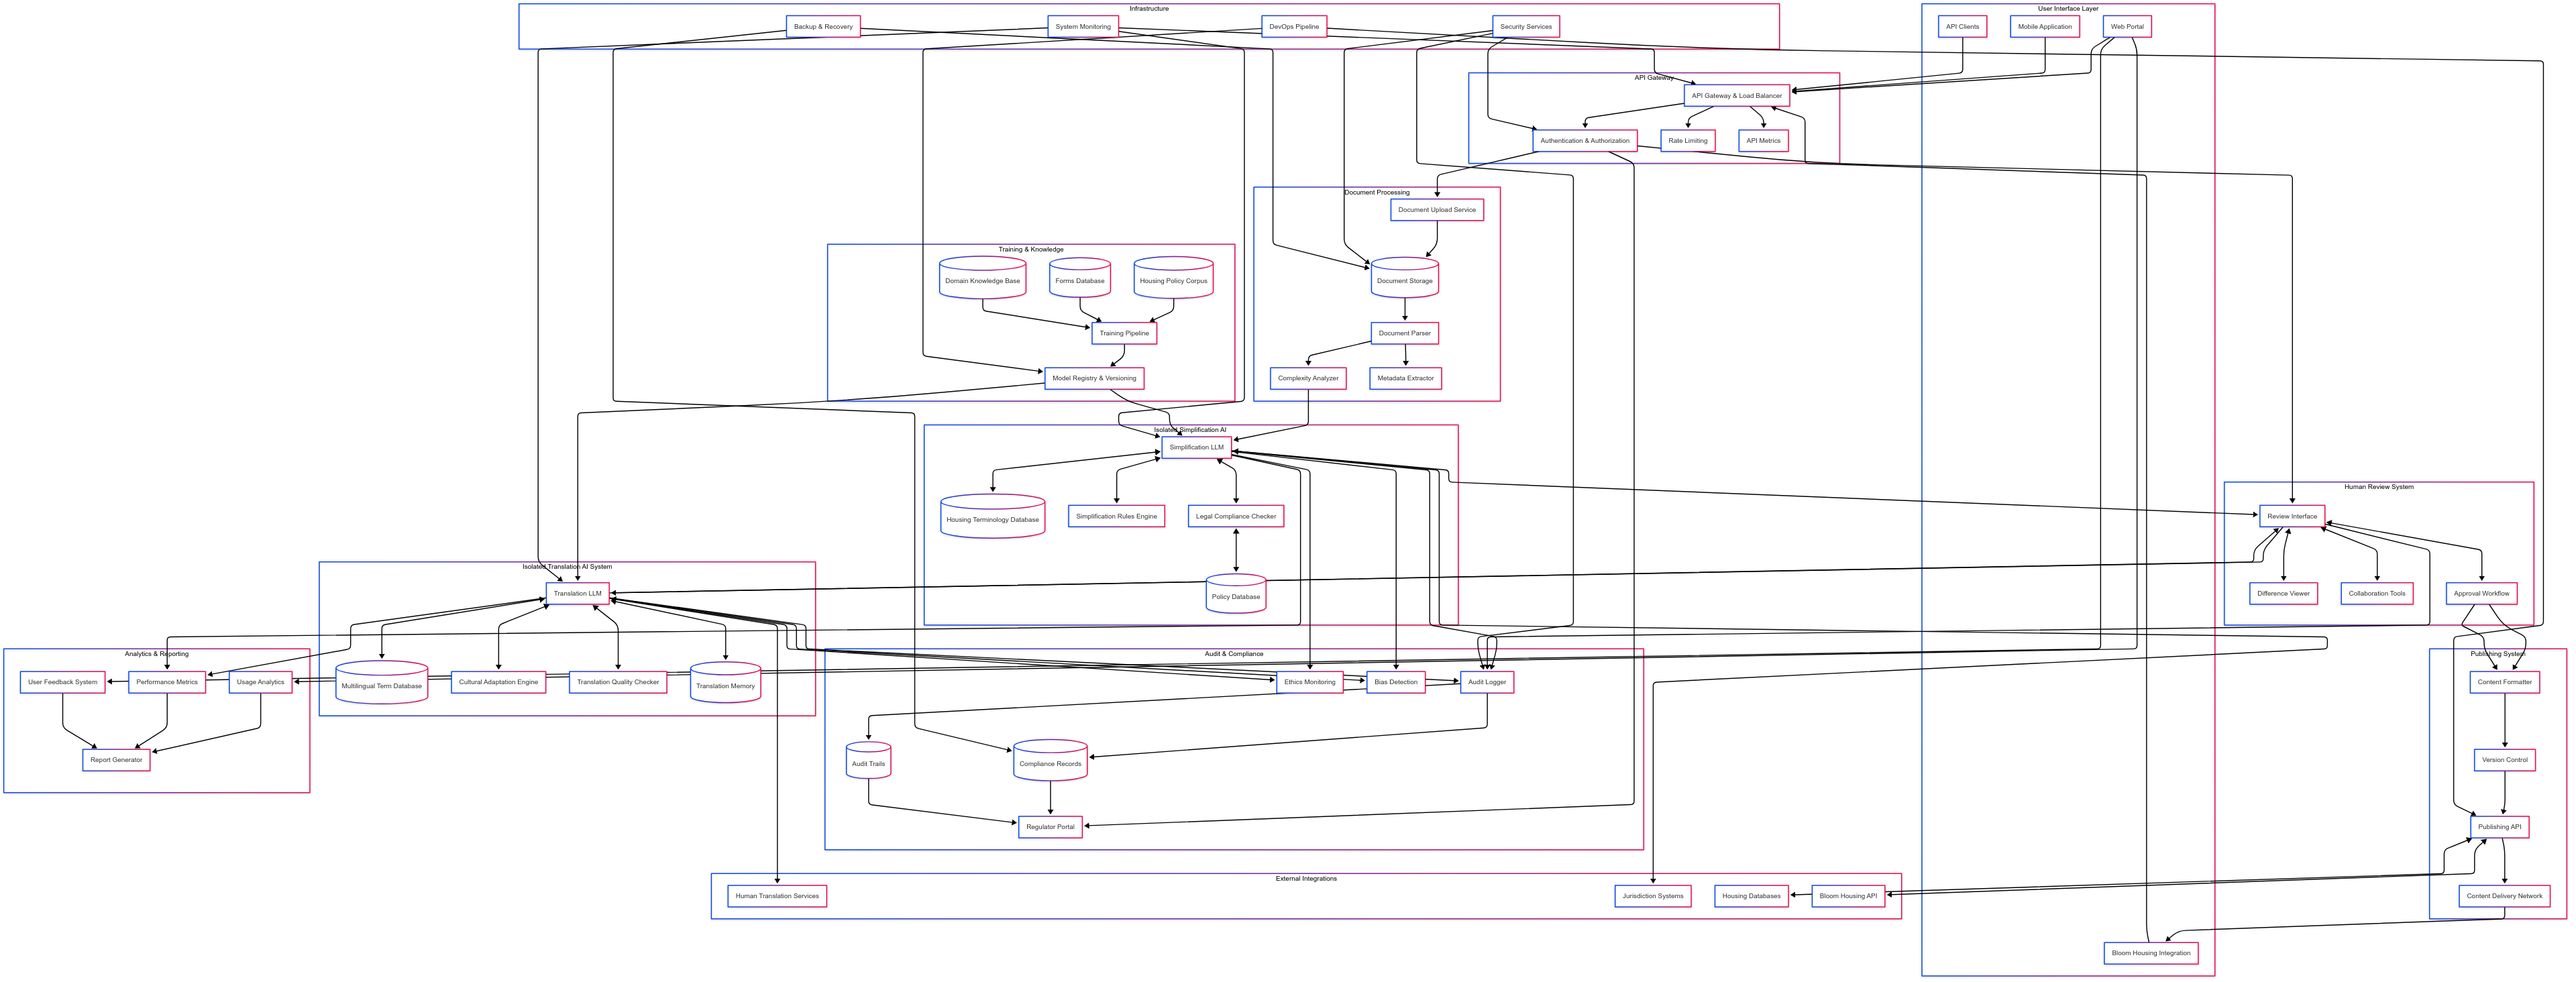 Infrastructure
Backup & Recovery
System Monitoring
DevOps Pipeline
Security Services
User Interface Layer
API Clients
Mobile Application
Web Portal
API Gateway
API Gateway & Load Balancer
Authentication & Authorization
Rate Limiting
API Metrics
Document Processing
Document Upload Service
Document Storage
Document Parser
Complexity Analyzer
Metadata Extractor
Training & Knowledge
Domain Knowledge Base
Forms Database
Housing Policy Corpus
Training Pipeline
Model Registry & Versioning
Isolated Simplification AI
Simplification LLM
Housing Terminology Database
Simplification Rules Engine
Legal Compliance Checker
Policy Database
Human Review System
Review Interface
Difference Viewer
Collaboration Tools
Approval Workflow
Isolated Translation AI System
Translation LLM
Multilingual Term Database
Cultural Adaptation Engine
Translation Quality Checker
Translation Memory
Analytics & Reporting
User Feedback System
Performance Metrics
Usage Analytics
Report Generator
Audit & Compliance
Ethics Monitoring
Bias Detection
Audit Logger
Audit Trails
Compliance Records
Regulator Portal
Publishing System
Content Formatter
Version Control
Publishing API
Content Delivery Network
External Integrations
Human Translation Services
Jurisdiction Systems
Housing Databases
Bloom Housing API
Bloom Housing Integration